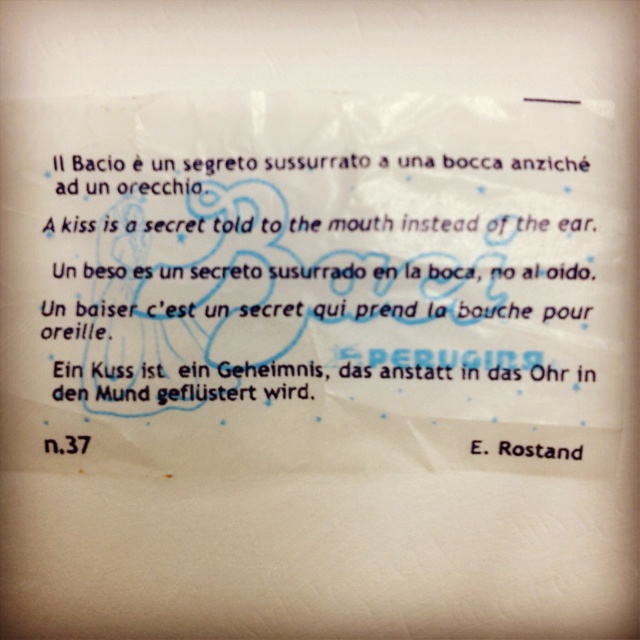 Il Bacio è un segreto sussurrato a una bocca anziché
ad un orecchio.
A kiss is a secret told to the mouth instead of the ear.
Un beso es un secreto susurrado en la boca, no al oido.
Un baiser c'est un secret qui prend la bouche pour
oreille.
Ein Kuss ist ein Geheimnis, das anstatt in das Ohr in
den Mund geflüstert wird.
n.37
E. Rostand
Baci
PERUGINA